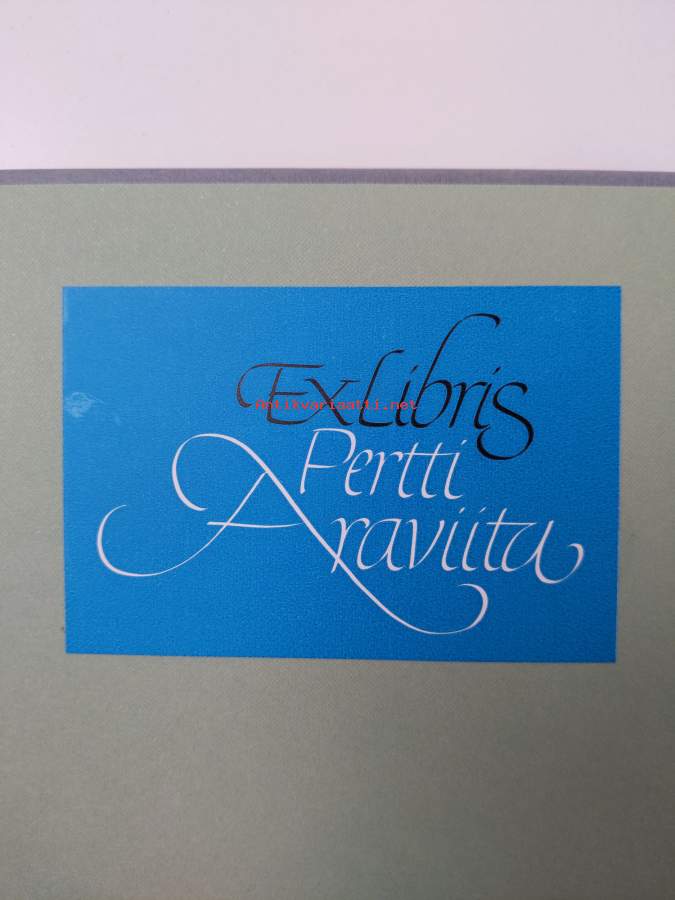 Ex Libris
Antikvariaatti.net
Pertti
Araviita